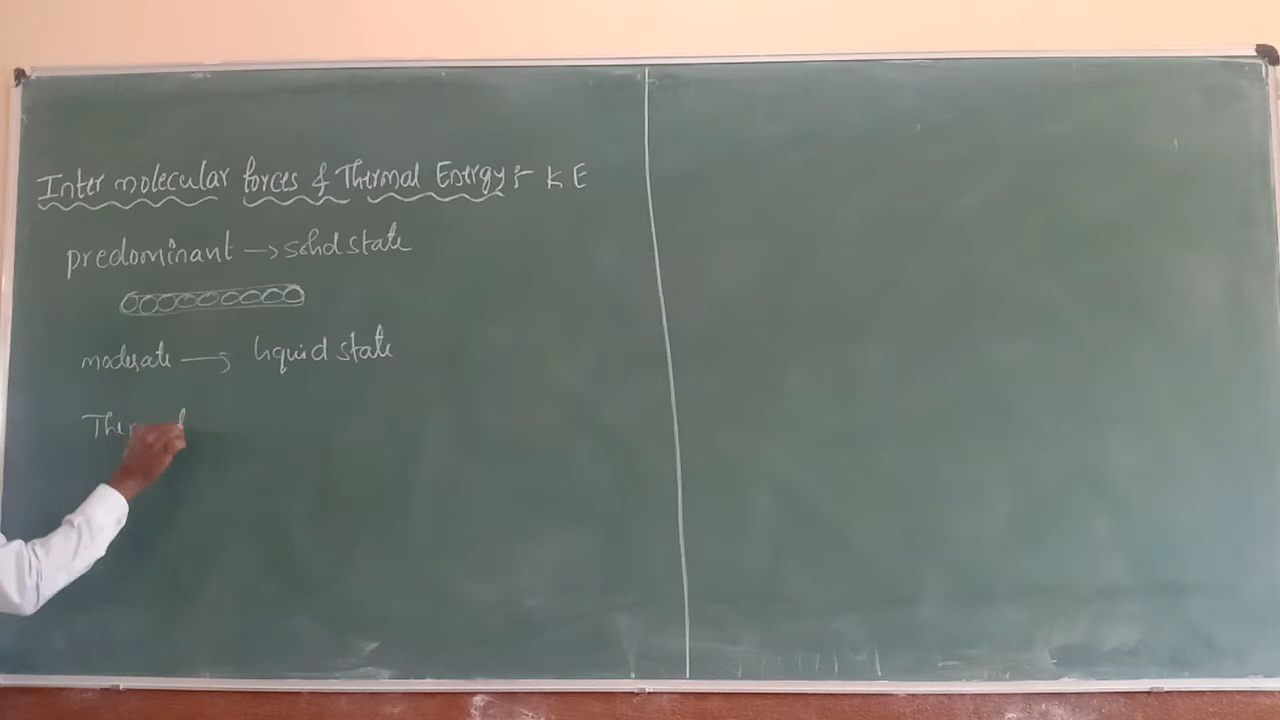 Inter molecular forces & Thermal Energy :- K E
predominant → solid state
moderate → liquid state